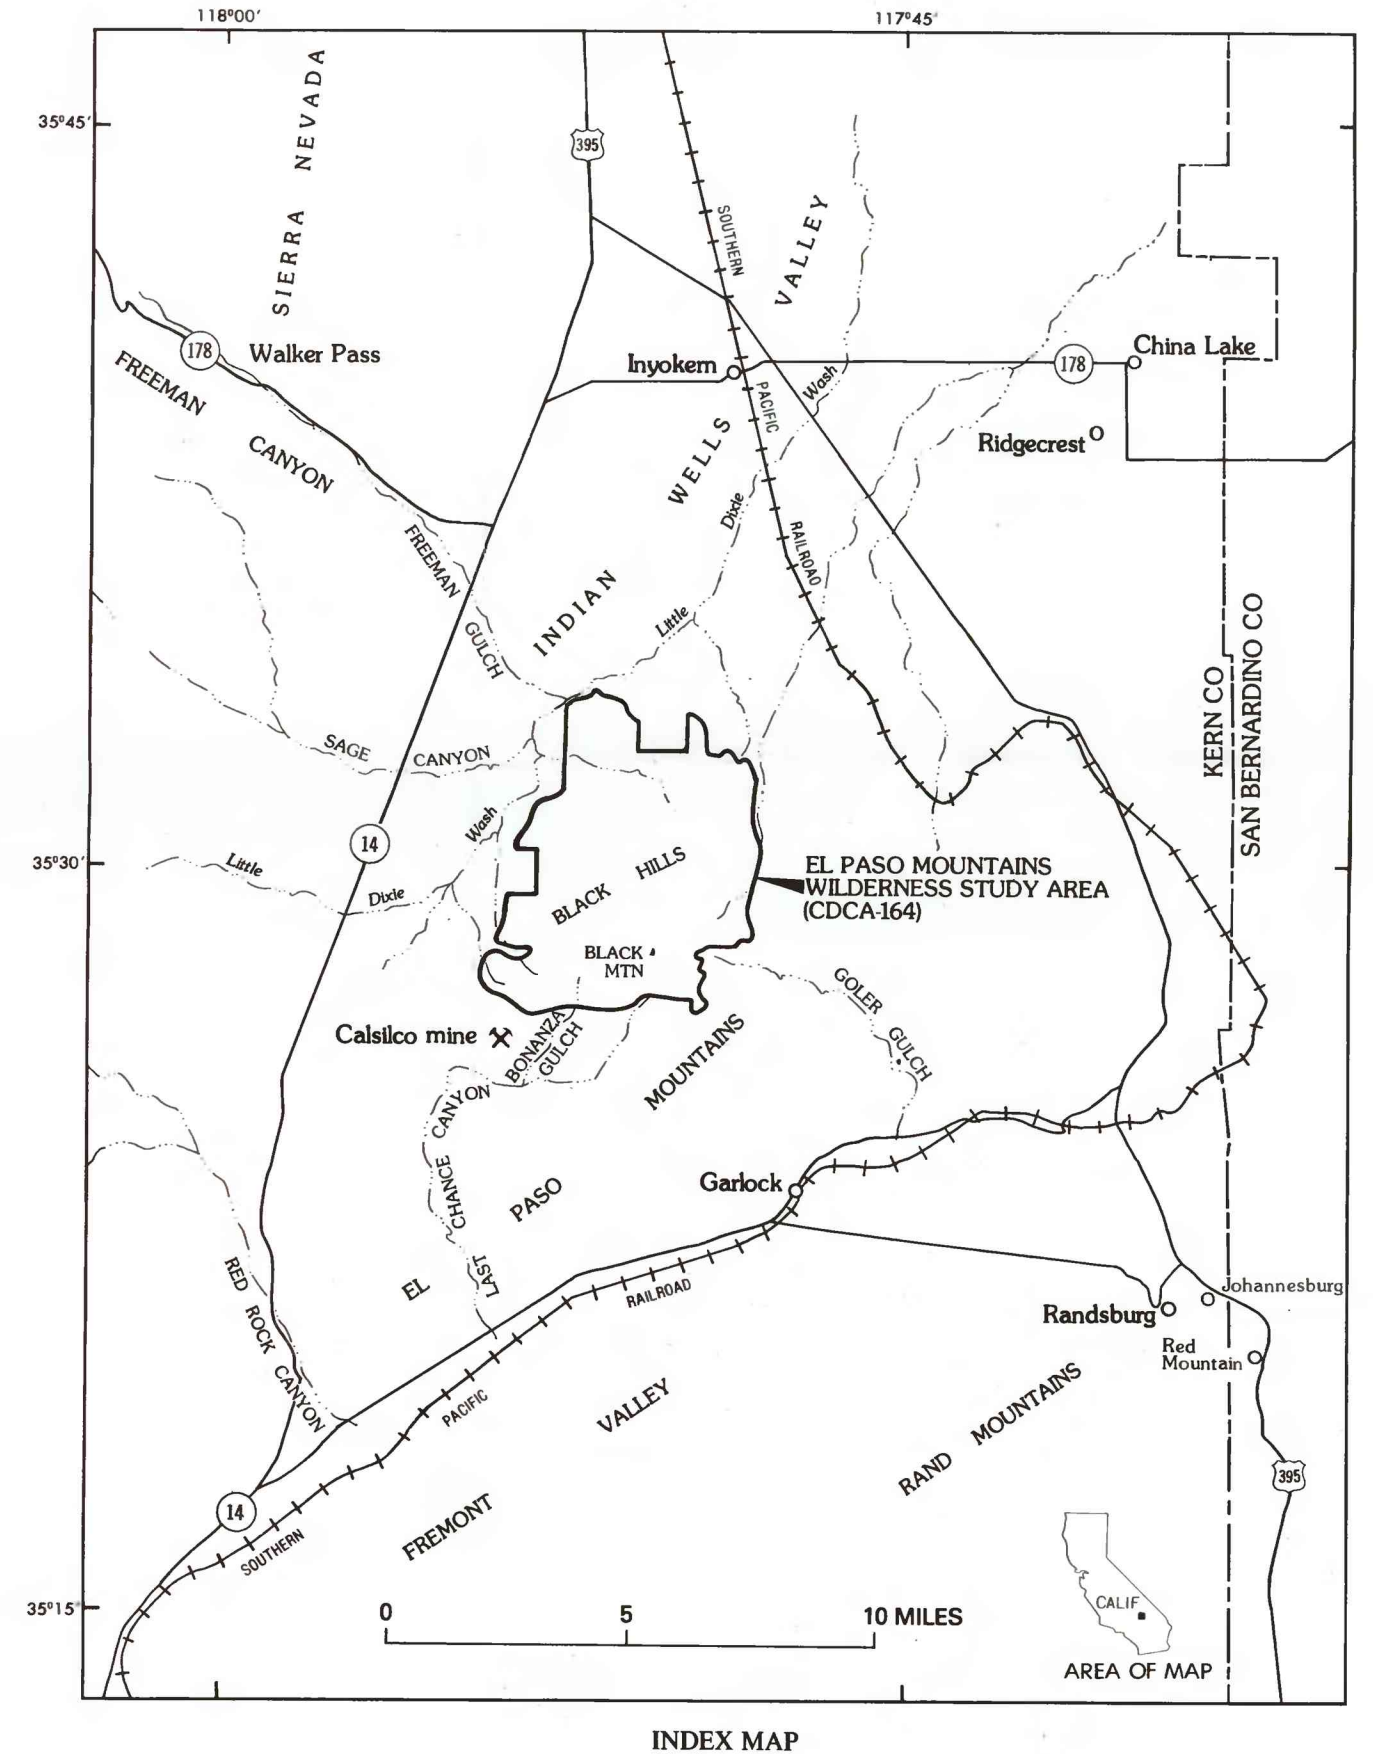 118°00'
117°45'
35°45'
SIERRA NEVADA
395
SOUTHERN
VALLEY
178
Walker Pass
FREEMAN
CANYON
Inyokern
PACIFIC
Wash
178
China Lake
WELLS
Ridgecrest
Dixie
FREEMAN
GULCH
RAILROAD
INDIAN
Little
KERN CO
SAN BERNARDINO CO
SAGE
CANYON
Wash
14
35°30'
Little
Dixie
BLACK
HILLS
EL PASO MOUNTAINS
WILDERNESS STUDY AREA
(CDCA-164)
BLACK
MTN
GOLER
GULCH
Calsilco mine
BONANZA
GULCH
MOUNTAINS
LAST CHANCE CANYON
PASO
EL
Garlock
RED ROCK CANYON
RAILROAD
Johannesburg
Randsburg
Red
Mountain
PACIFIC
VALLEY
RAND MOUNTAINS
395
14
FREMONT
SOUTHERN
35°15'
0 5 10 MILES
CALIF
AREA OF MAP
INDEX MAP